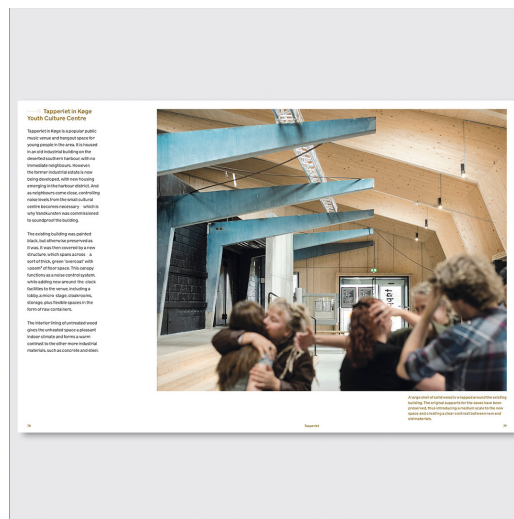 Tapperiet in Køge
Youth Culture Centre
Tapperiet in Køge is a popular public
music venue and hangout space for
young people in the area. It is housed
in an old industrial building on the
deserted southern harbour, with no
immediate neighbours. However,
the former industrial estate is now
being developed, with new housing
emerging in the harbour district. And
as neighbours come close, controlling
noise levels from the small cultural
centre becomes necessary – which is
why Vandkunsten was commissioned
to soundproof the building.
The existing building was painted
black, but otherwise preserved as
it was. It was then covered by a new
structure, which spans across – a
sort of thick, green "overcoat" with
of floor space. This canopy
functions as a noise control system,
while adding new around-the-clock
facilities to the venue, including a
lobby, a micro-stage, cloakrooms,
storage, plus flexible spaces in the
form of raw containers.
The interior lining of untreated wood
gives the unheated space a pleasant
indoor climate and forms a warm
contrast to the other more industrial
materials, such as concrete and steel.
A large shell of solid wood is wrapped around the existing
building. The original supports for the eaves have been
preserved, thus introducing a medium scale to the new
space and creating a clear contrast between new and
old materials.
Tapperiet